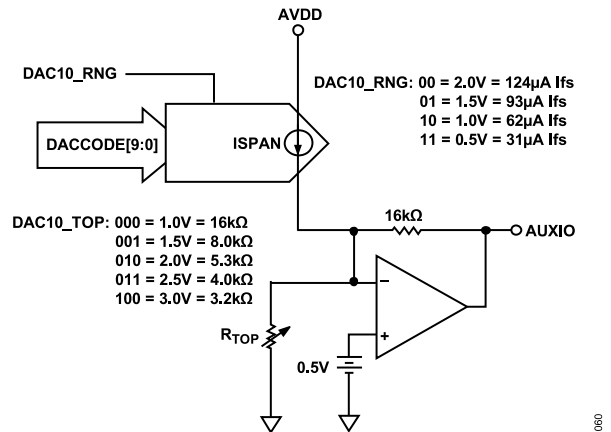 AVDD
DAC10_RNG
DAC10_RNG: 00 = 2.0V = 124µA Ifs
01 = 1.5V = 93µA Ifs
10 = 1.0V = 62µA Ifs
11 = 0.5V = 31µA Ifs
DACCODE[9:0]
ISPAN
DAC10_TOP: 000 = 1.0V = 16kΩ
001 = 1.5V = 8.0kΩ
010 = 2.0V = 5.3kΩ
011 = 2.5V = 4.0kΩ
100 = 3.0V = 3.2kΩ
16kΩ
AUXIO
−
+
RTOP
0.5V
060